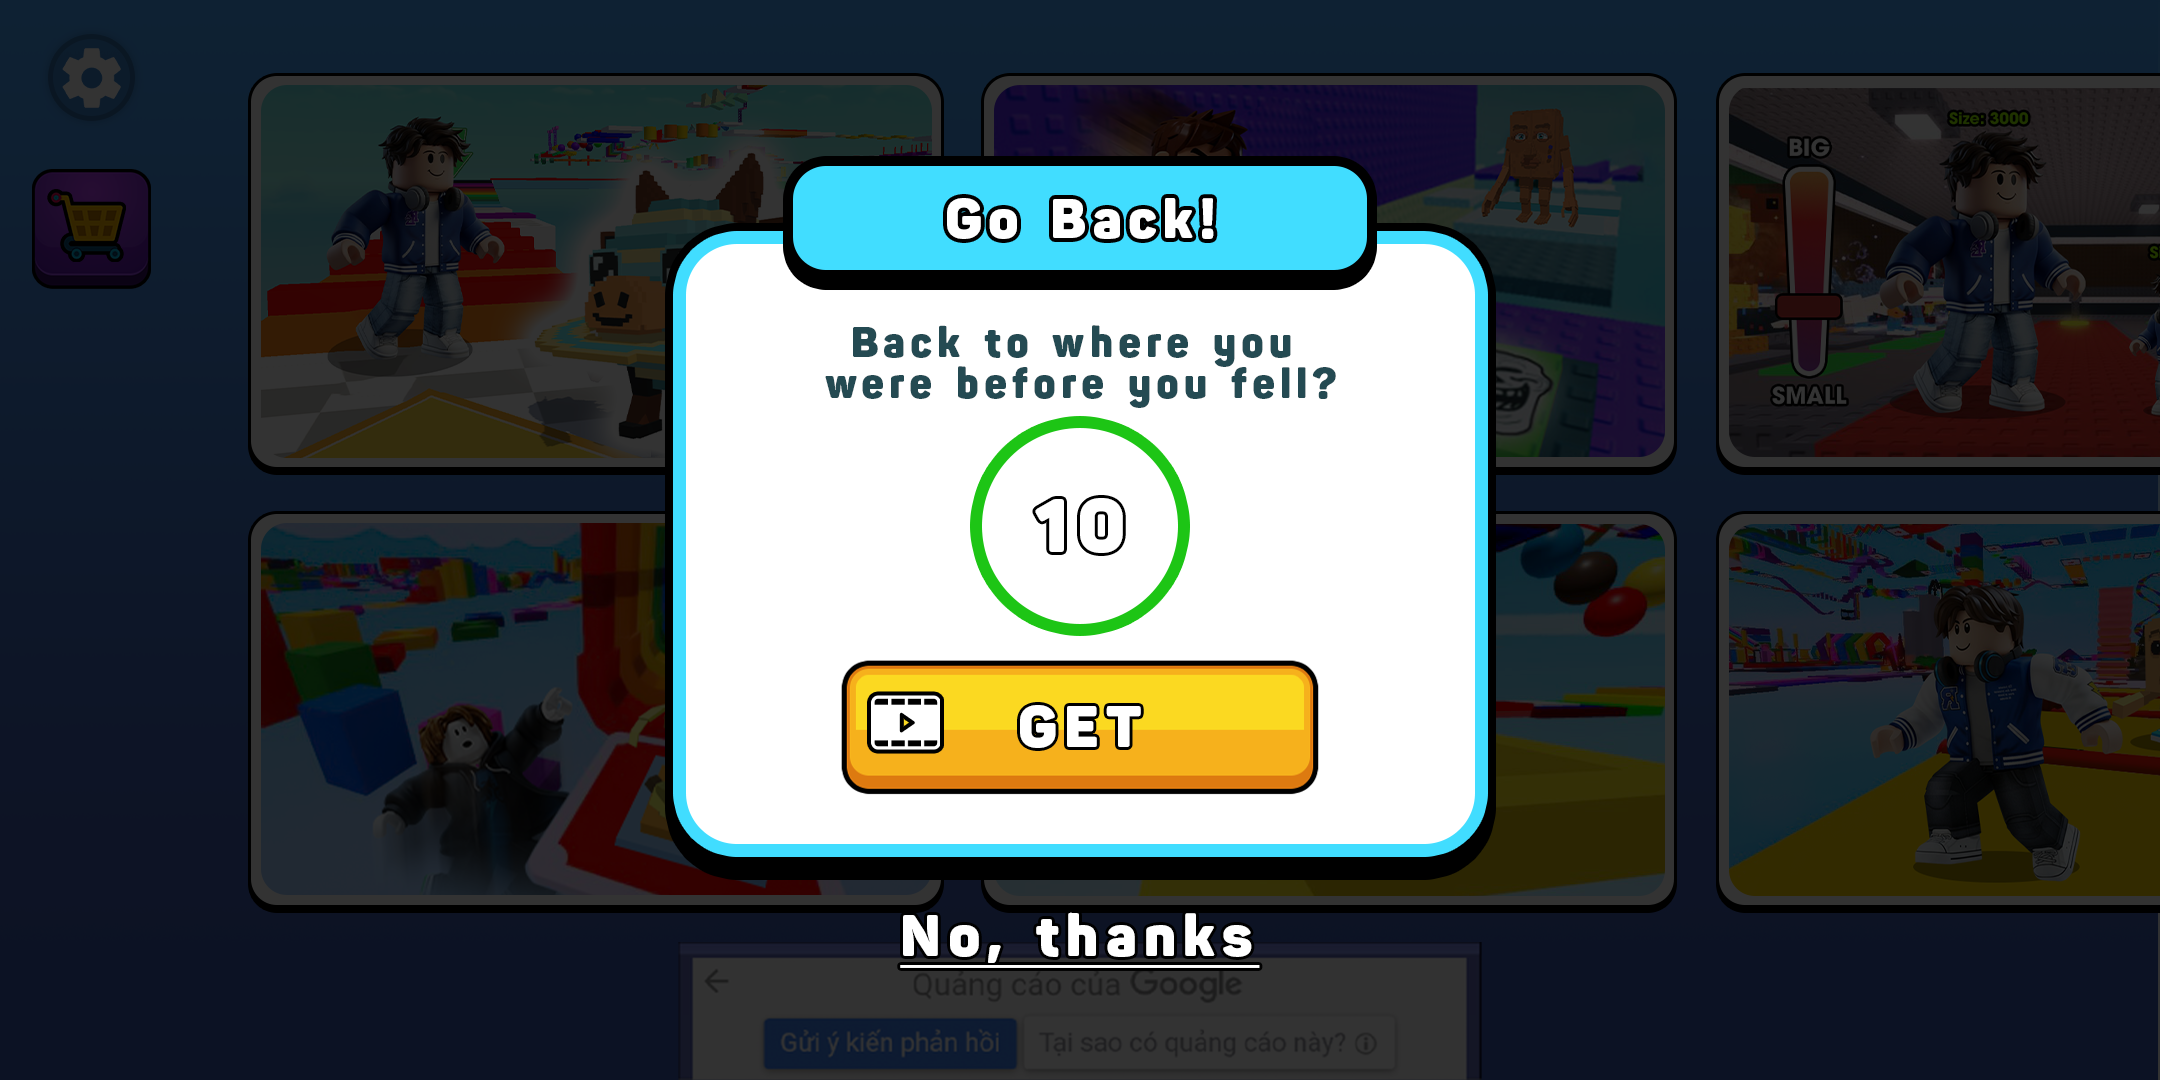 Size: 3000
BIG
SMALL
Go Back!
Back to where you
were before you fell?
10
GET
No, thanks
Quảng cáo của Google
Gửi ý kiến phản hồi
Tại sao có quảng cáo này?